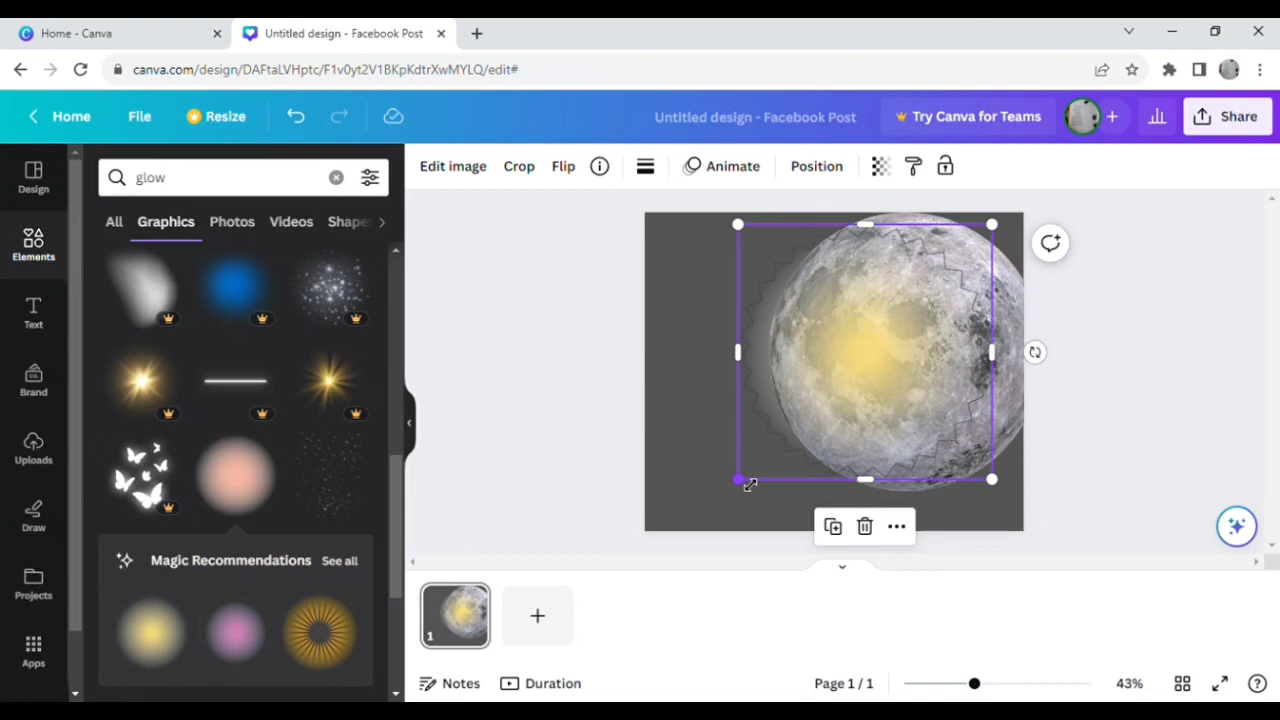 Home - Canva
Untitled design - Facebook Post
canva.com/design/DAFtaLVHptc/F1v0yt2V1BKpKdtrXwMYLQ/edit#
Home
File
Resize
Untitled design - Facebook Post
Try Canva for Teams
Share
Design
Elements
Text
Brand
Uploads
Draw
Projects
Apps
glow
All Graphics Photos Videos Shape
Edit image Crop Flip Animate Position
Magic Recommendations See all
1
Notes Duration Page 1 / 1 43%